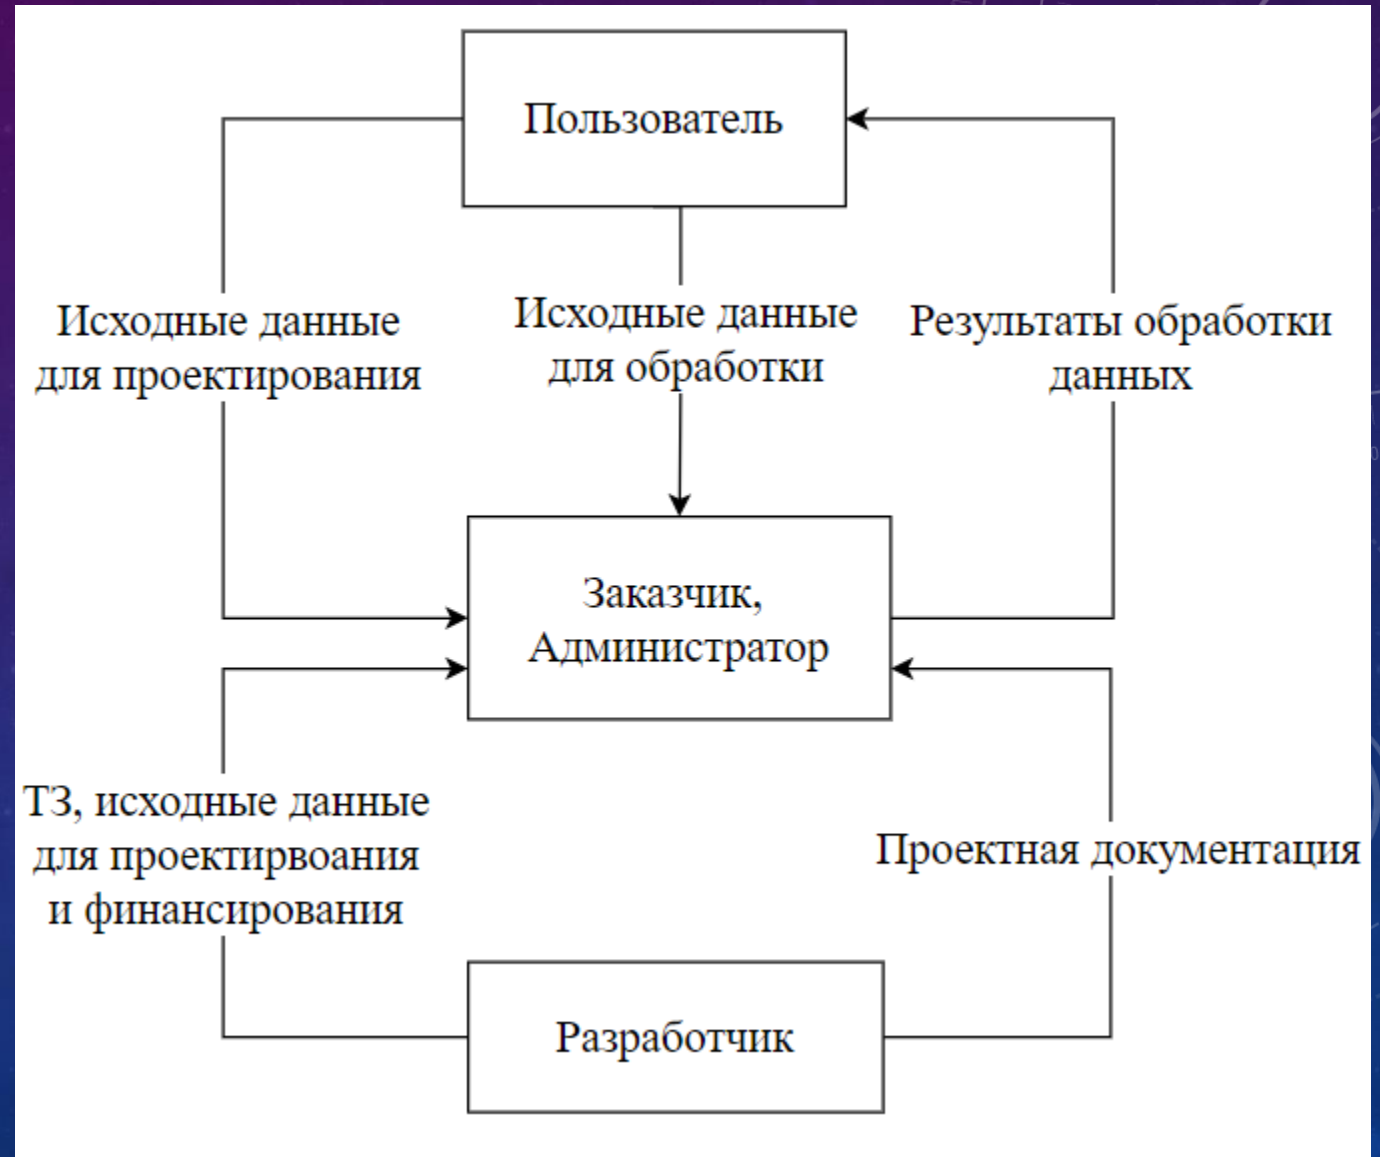 Пользователь
Исходные данные
для проектирования
Исходные данные
для обработки
Результаты обработки
данных
Заказчик,
Администратор
ТЗ, исходные данные
для проектирвоания
и финансирования
Проектная документация
Разработчик